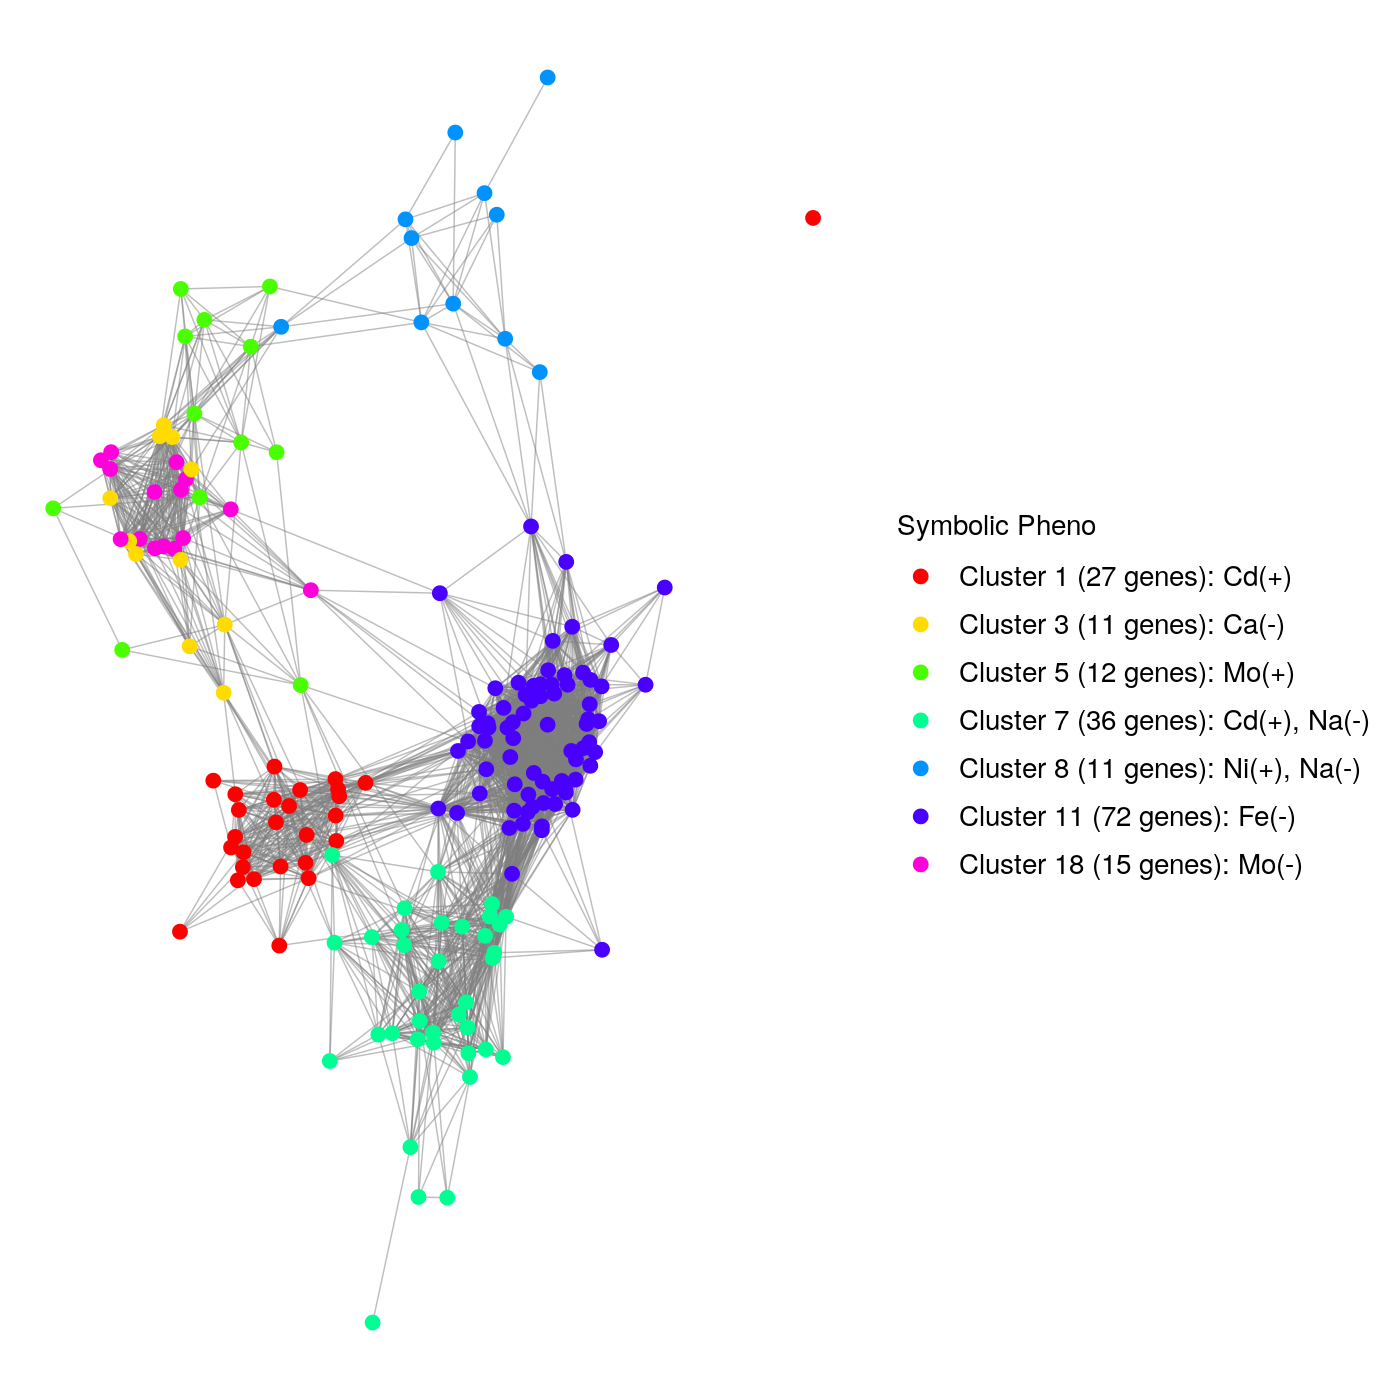 Symbolic Pheno
Cluster 1 (27 genes): Cd(+)
Cluster 3 (11 genes): Ca(-)
Cluster 5 (12 genes): Mo(+)
Cluster 7 (36 genes): Cd(+), Na(-)
Cluster 8 (11 genes): Ni(+), Na(-)
Cluster 11 (72 genes): Fe(-)
Cluster 18 (15 genes): Mo(-)